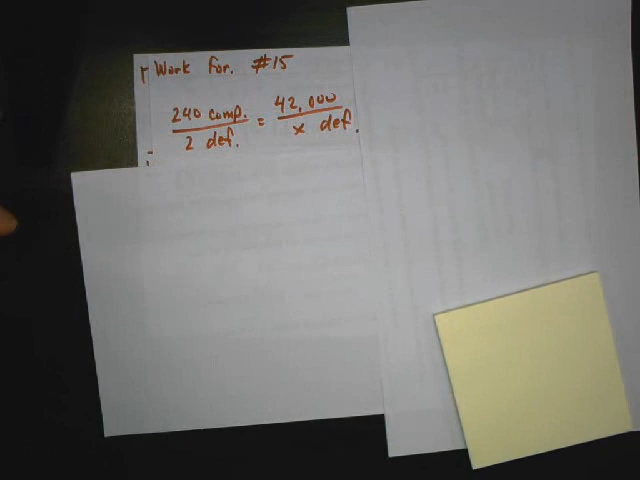 Work for. #15
240 comp. = 42,000
2 def. x def.